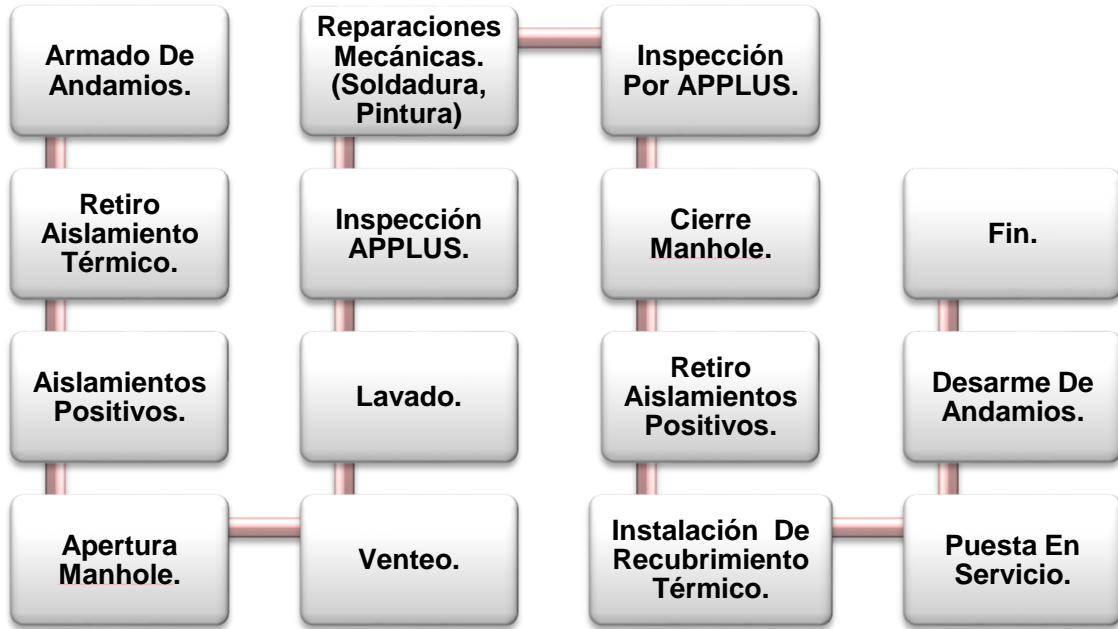 Armado De
Andamios.
Retiro
Aislamiento
Térmico.
Aislamientos
Positivos.
Apertura
Manhole.
Venteo.
Lavado.
Inspección
APPLUS.
Reparaciones
Mecánicas.
(Soldadura,
Pintura)
Inspección
Por APPLUS.
Cierre
Manhole.
Retiro
Aislamientos
Positivos.
Instalación De
Recubrimiento
Térmico.
Puesta En
Servicio.
Desarme De
Andamios.
Fin.